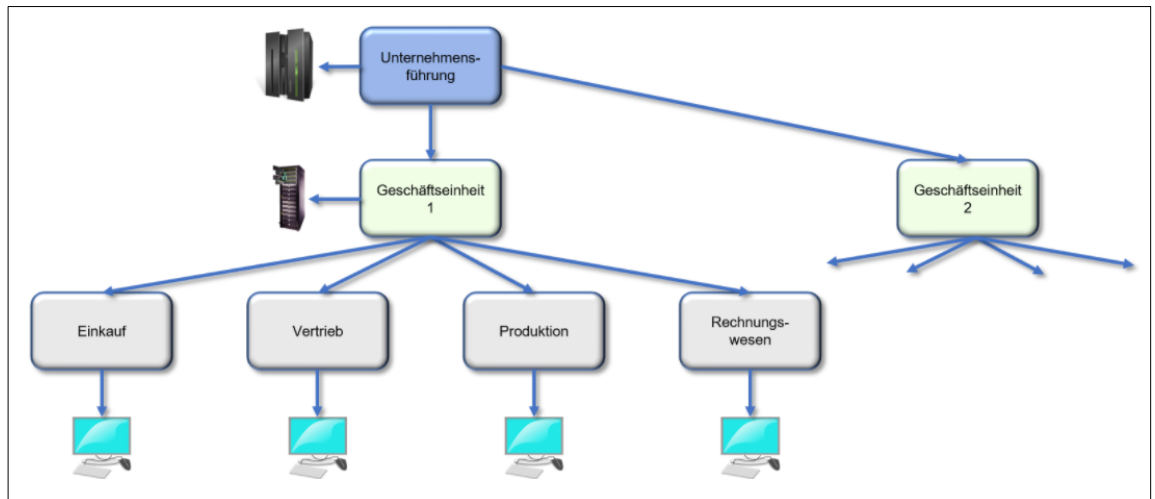 Unternehmens-
führung
Geschäftseinheit
1
Geschäftseinheit
2
Einkauf
Vertrieb
Produktion
Rechnungs-
wesen